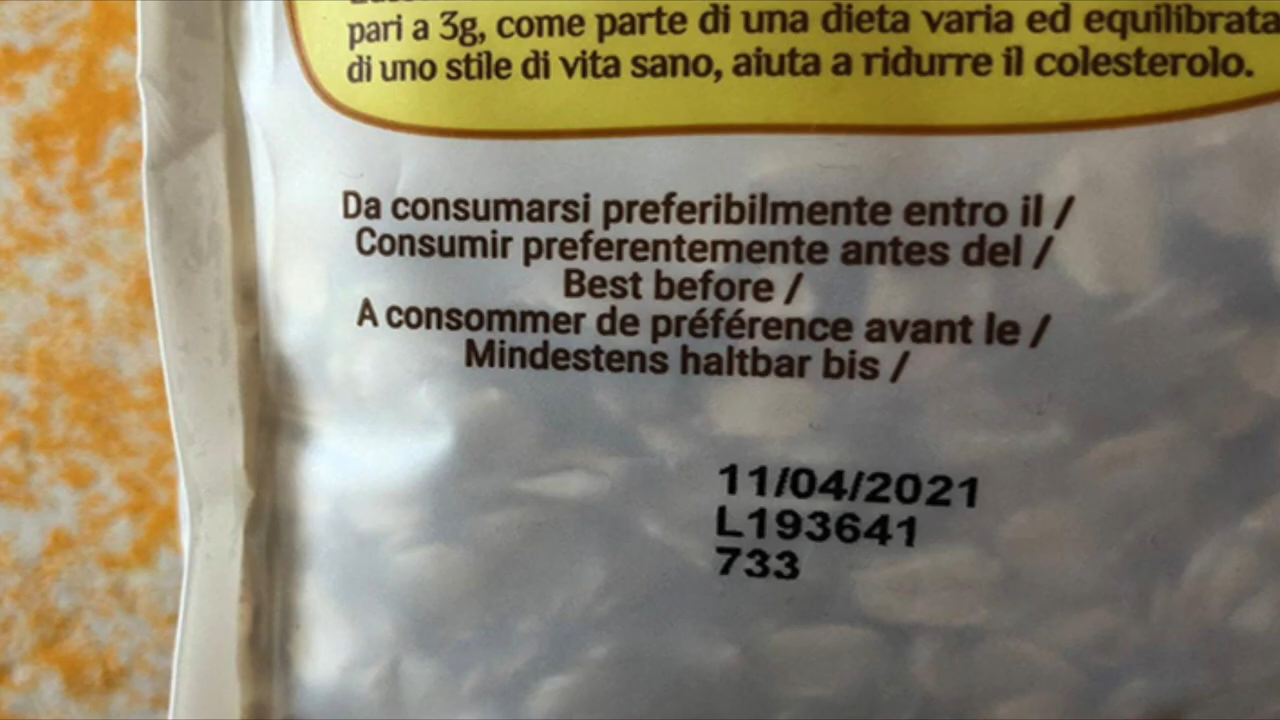 pari a 3g, come parte di una dieta varia ed equilibrata
di uno stile di vita sano, aiuta a ridurre il colesterolo.
Da consumarsi preferibilmente entro il /
Consumir preferentemente antes del /
Best before /
A consommer de préférence avant le /
Mindestens haltbar bis /
11/04/2021
L193641
733